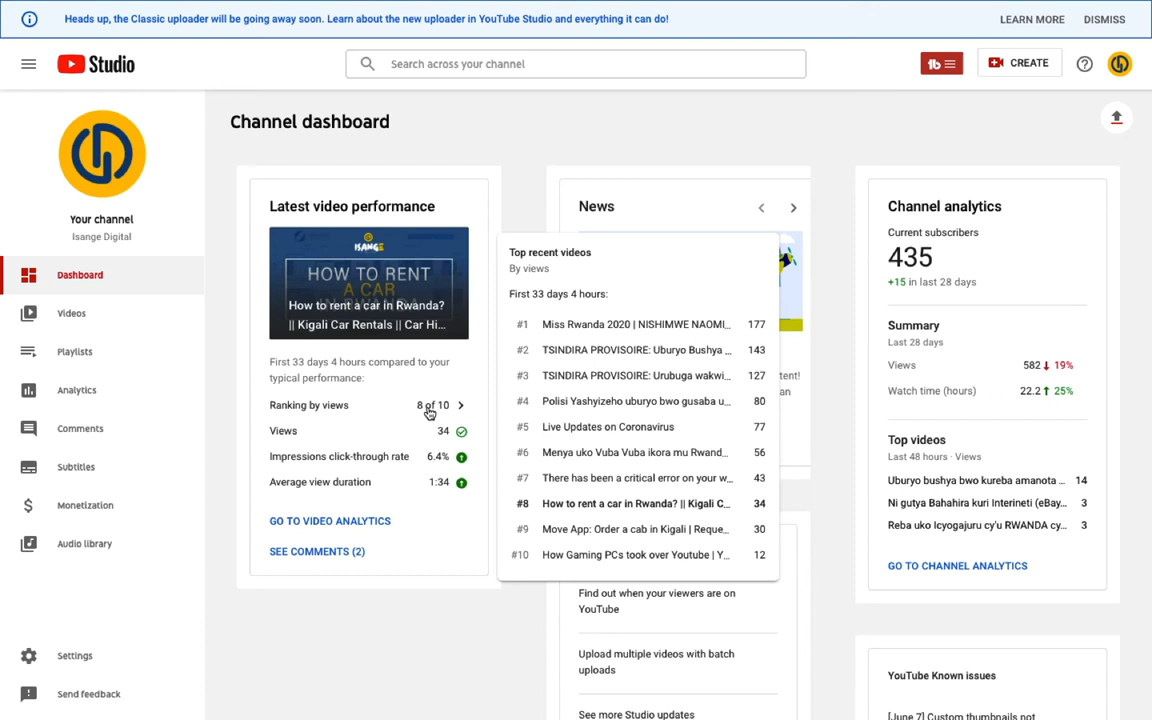 Heads up, the Classic uploader will be going away soon. Learn about the new uploader in YouTube Studio and everything it can do!
LEARN MORE
DISMISS
Studio
Search across your channel
CREATE
Channel dashboard
Your channel
Isange Digital
Dashboard
Videos
Playlists
Analytics
Comments
Subtitles
Monetization
Audio library
Settings
Send feedback
Latest video performance
ISANGE
HOW TO RENT
A CAR
How to rent a car in Rwanda?
|| Kigali Car Rentals || Car Hi...
First 33 days 4 hours compared to your
typical performance:
Ranking by views 8 of 10
Views 34
Impressions click-through rate 6.4%
Average view duration 1:34
GO TO VIDEO ANALYTICS
SEE COMMENTS (2)
News
Top recent videos
By views
First 33 days 4 hours:
#1 Miss Rwanda 2020 | NISHIMWE NAOMI... 177
#2 TSINDIRA PROVISOIRE: Uburyo Bushya ... 143
#3 TSINDIRA PROVISOIRE: Urubuga wakwi... 127
#4 Polisi Yashyizeho uburyo bwo gusaba u... 80
#5 Live Updates on Coronavirus 77
#6 Menya uko Vuba Vuba ikora mu Rwand... 56
#7 There has been a critical error on your w... 43
#8 How to rent a car in Rwanda? || Kigali C... 34
#9 Move App: Order a cab in Kigali | Reque... 30
#10 How Gaming PCs took over Youtube | Y... 12
Find out when your viewers are on
YouTube
Upload multiple videos with batch
uploads
See more Studio updates
Channel analytics
Current subscribers
435
+15 in last 28 days
Summary
Last 28 days
Views 582 19%
Watch time (hours) 22.2 25%
Top videos
Last 48 hours · Views
Uburyo bushya bwo kureba amanota ... 14
Ni gutya Bahahira kuri Interineti (eBay... 3
Reba uko Icyogajuru cy'u RWANDA cy... 3
GO TO CHANNEL ANALYTICS
YouTube Known issues
[June 7] Custom thumbnails not